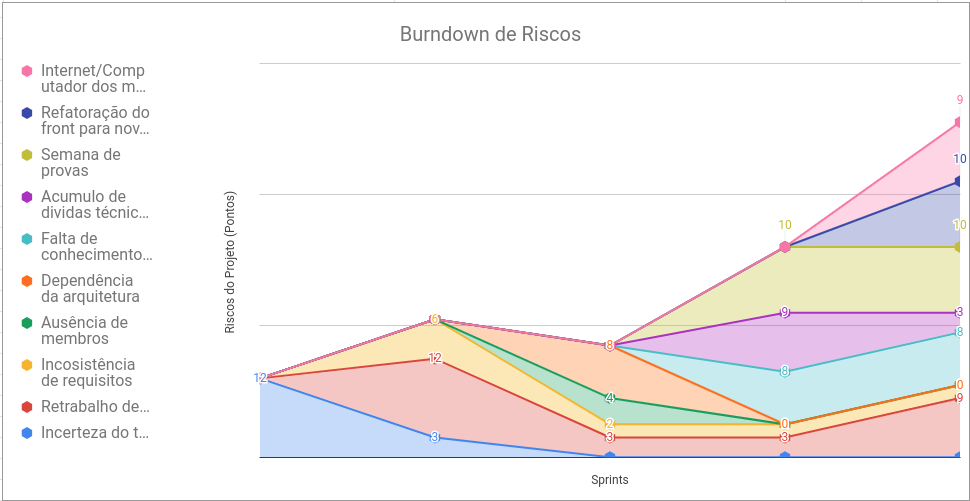 Burndown de Riscos
Internet/Comp
utador dos m...
Refatoração do
front para nov...
Semana de
provas
Acumulo de
dividas técnic...
Falta de
conhecimento...
Dependência
da arquitetura
Ausência de
membros
Incosistência
de requisitos
Retrabalho de...
Incerteza do t...
Riscos do Projeto (Pontos)
9
10
10
10
3
9
8
8
8
6
12
12
4
0
0
2
9
3
3
3
Sprints